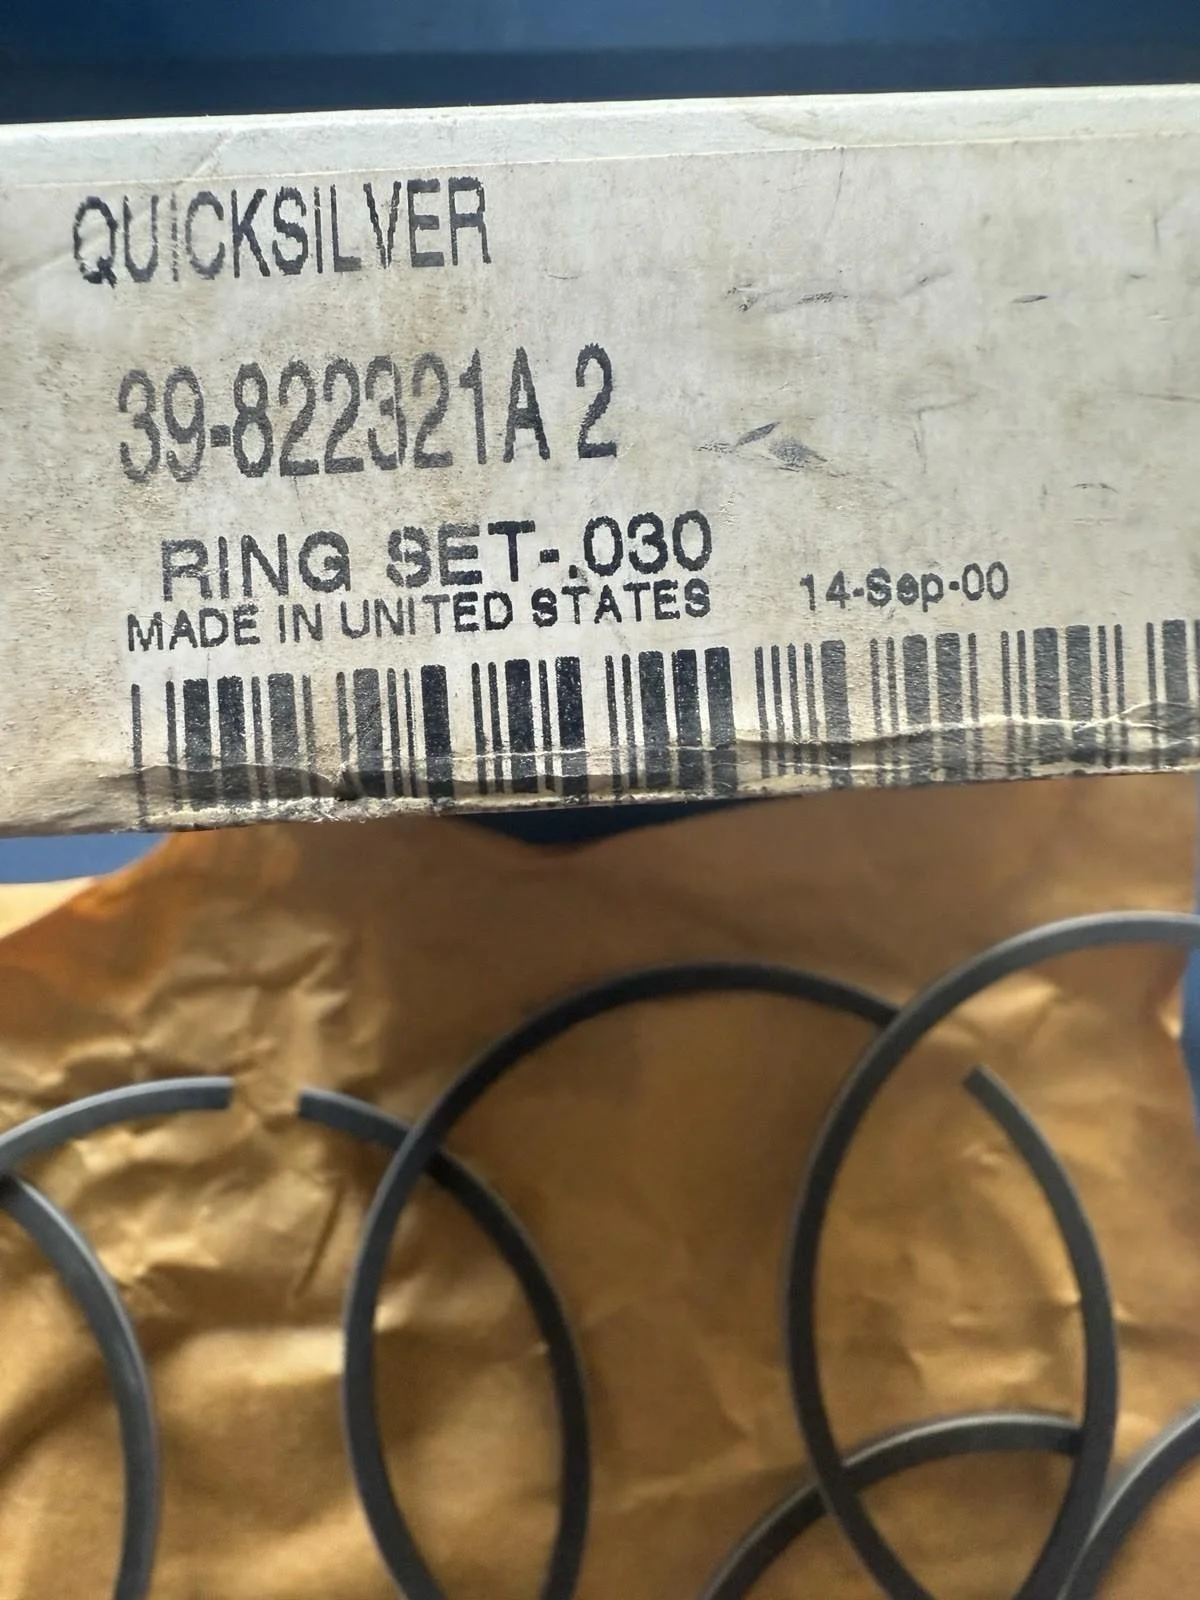 QUICKSILVER
39-822321A 2
RING SET-.030
MADE IN UNITED STATES
14-Sep-00